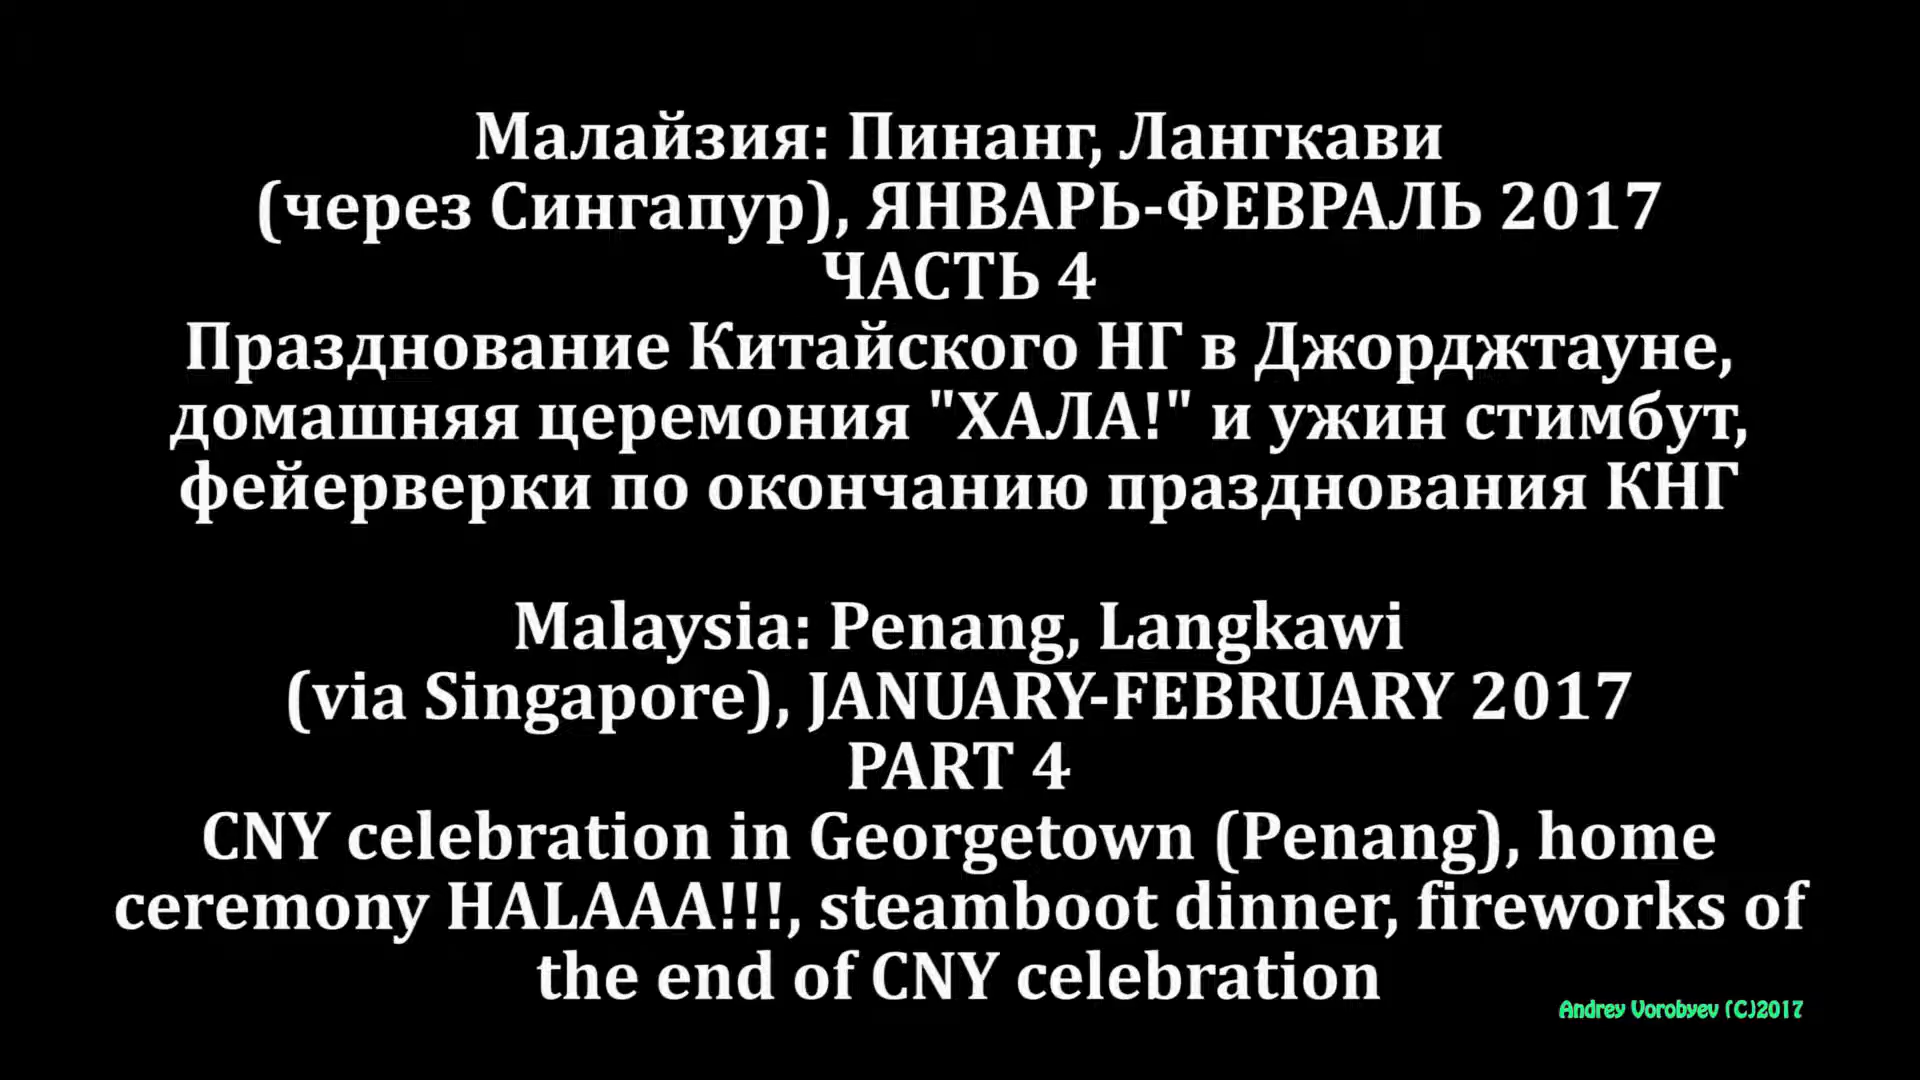 Малайзия: Пинанг, Лангкави
(через Сингапур), ЯНВАРЬ-ФЕВРАЛЬ 2017
ЧАСТЬ 4
Празднование Китайского НГ в Джорджтауне,
домашняя церемония "ХАЛА!" и ужин стимбут,
фейерверки по окончанию празднования КНГ
Malaysia: Penang, Langkawi
(via Singapore), JANUARY-FEBRUARY 2017
PART 4
CNY celebration in Georgetown (Penang), home
ceremony HALAAA!!!, steamboot dinner, fireworks of
the end of CNY celebration
Andrey Vorobyev (C)2017